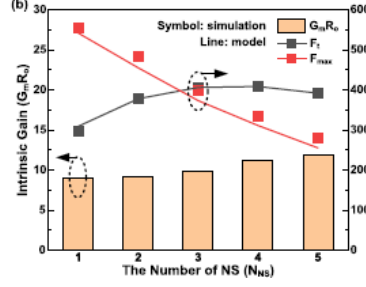 (b)
30
25
20
15
10
5
0
Intrinsic Gain (GmRo)
Symbol: simulation
Line: model
GmRo
Ft
Fmax
600
500
400
300
200
100
0
1 2 3 4 5
The Number of NS (NNS)